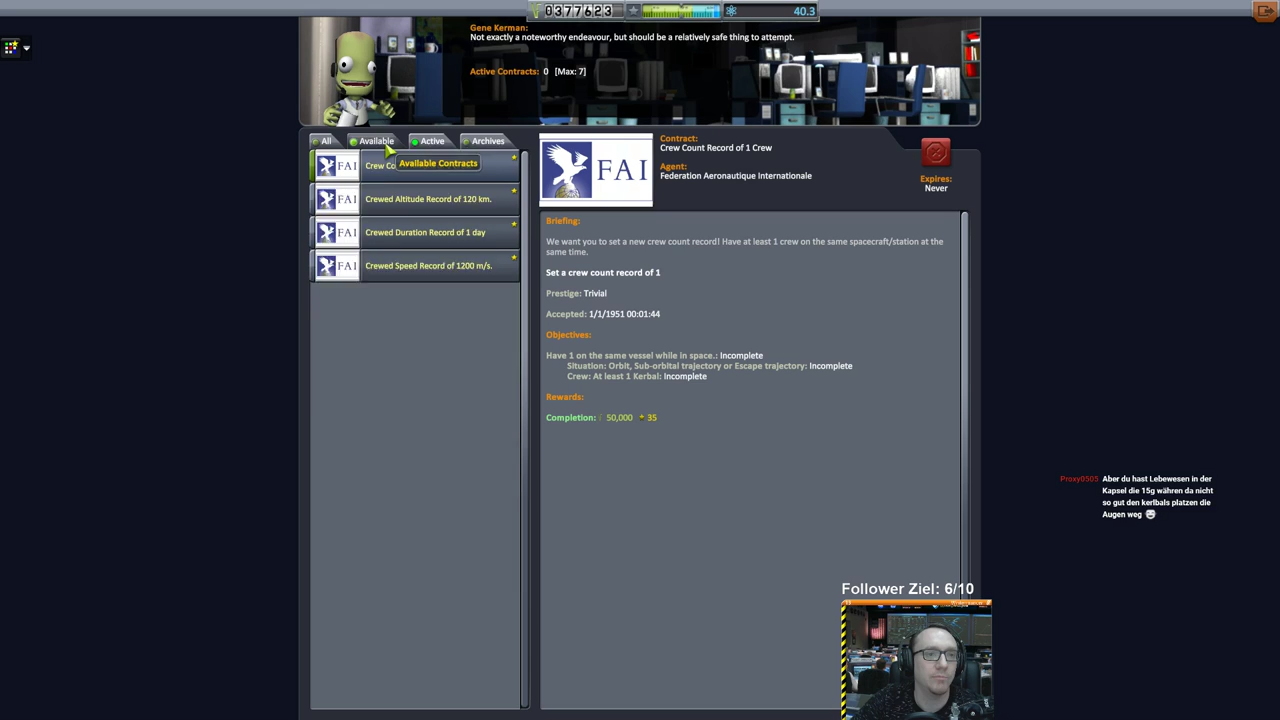 0377623
40.3
Gene Kerman:
Not exactly a noteworthy endeavour, but should be a relatively safe thing to attempt.
Active Contracts: 0 [Max: 7]
All
Available
Active
Archives
Available Contracts
FAI
Crew Co
FAI
Crewed Altitude Record of 120 km.
FAI
Crewed Duration Record of 1 day
FAI
Crewed Speed Record of 1200 m/s.
FAI
Contract:
Crew Count Record of 1 Crew
Agent:
Federation Aeronautique Internationale
Expires:
Never
Briefing:
We want you to set a new crew count record! Have at least 1 crew on the same spacecraft/station at the
same time.
Set a crew count record of 1
Prestige: Trivial
Accepted: 1/1/1951 00:01:44
Objectives:
Have 1 on the same vessel while in space.: Incomplete
Situation: Orbit, Sub-orbital trajectory or Escape trajectory: Incomplete
Crew: At least 1 Kerbal: Incomplete
Rewards:
Completion: 50,000 35
Proxy0505 Aber du hast Lebewesen in der
Kapsel die 15g währen da nicht
so gut den kerlbals platzen die
Augen weg
Follower Ziel: 6/10